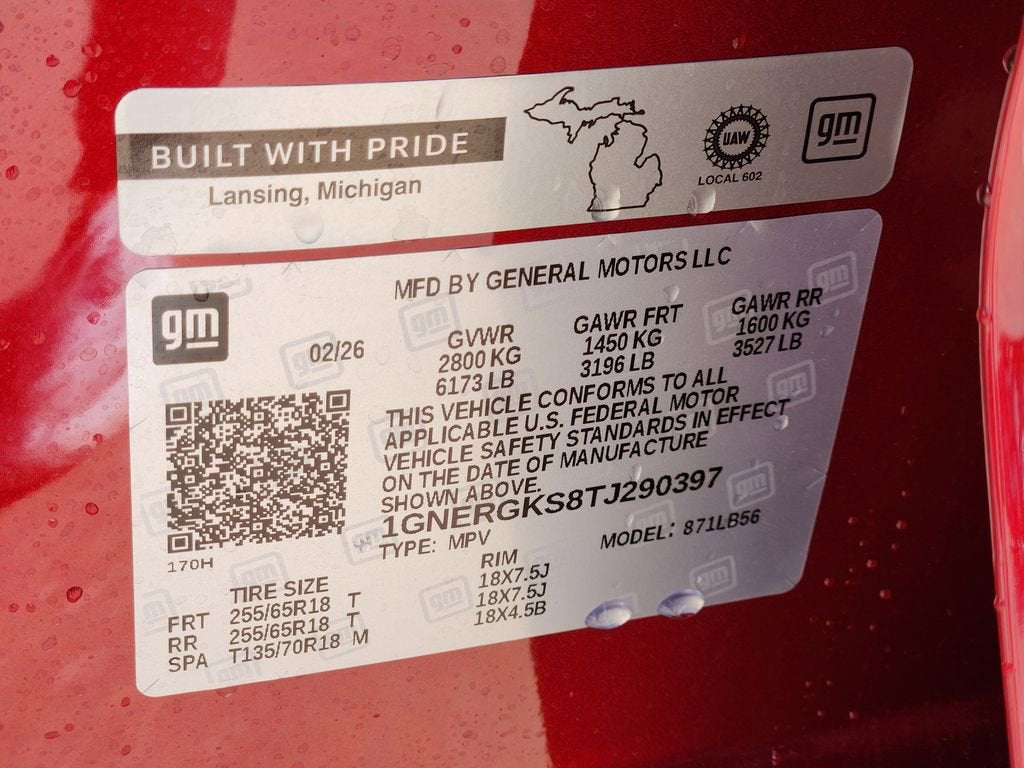 BUILT WITH PRIDE
Lansing, Michigan
UAW
LOCAL 602
gm
MFD BY GENERAL MOTORS LLC
gm
02/26
GVWR
2800 KG
6173 LB
GAWR FRT
1450 KG
3196 LB
GAWR RR
1600 KG
3527 LB
THIS VEHICLE CONFORMS TO ALL
APPLICABLE U.S. FEDERAL MOTOR
VEHICLE SAFETY STANDARDS IN EFFECT
ON THE DATE OF MANUFACTURE
SHOWN ABOVE.
1GNERGKS8TJ290397
TYPE: MPV
MODEL: 871LB56
170H
TIRE SIZE
RIM
FRT 255/65R18 T 18X7.5J
RR 255/65R18 T 18X7.5J
SPA T135/70R18 M 18X4.5B